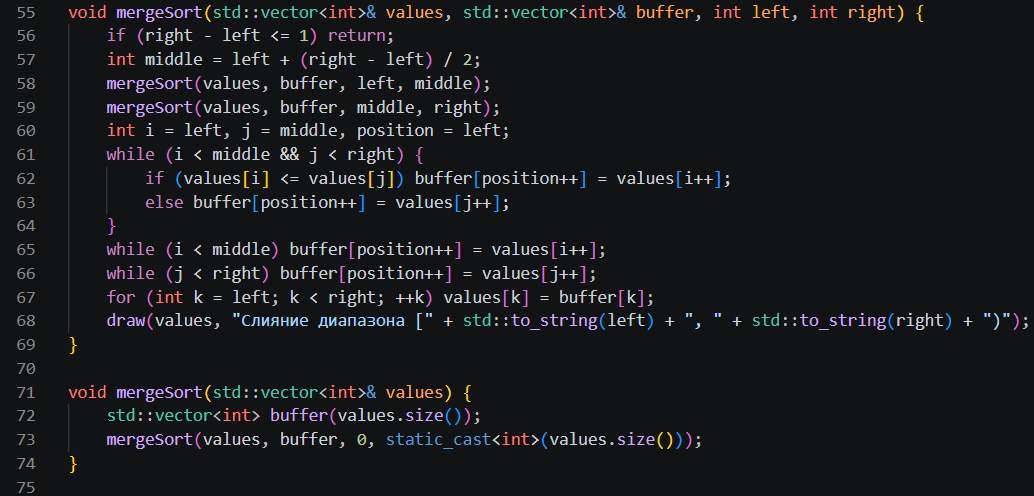 55 void mergeSort(std::vector<int>& values, std::vector<int>& buffer, int left, int right) {
56     if (right - left <= 1) return;
57     int middle = left + (right - left) / 2;
58     mergeSort(values, buffer, left, middle);
59     mergeSort(values, buffer, middle, right);
60     int i = left, j = middle, position = left;
61     while (i < middle && j < right) {
62         if (values[i] <= values[j]) buffer[position++] = values[i++];
63         else buffer[position++] = values[j++];
64     }
65     while (i < middle) buffer[position++] = values[i++];
66     while (j < right) buffer[position++] = values[j++];
67     for (int k = left; k < right; ++k) values[k] = buffer[k];
68     draw(values, "Слияние диапазона [" + std::to_string(left) + ", " + std::to_string(right) + ")");
69 }
70
71 void mergeSort(std::vector<int>& values) {
72     std::vector<int> buffer(values.size());
73     mergeSort(values, buffer, 0, static_cast<int>(values.size()));
74 }
75